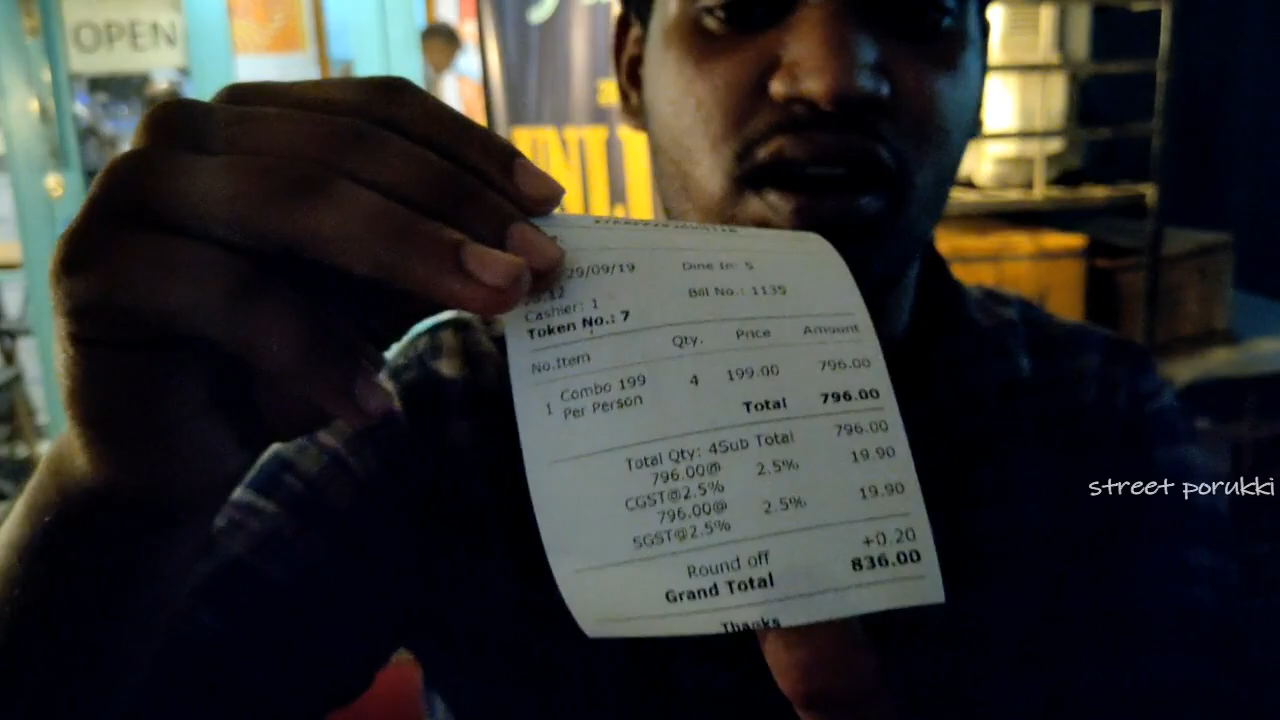 OPEN
29/09/19 Dine In: 5
Cashier: 1 Bill No.: 1135
Token No.: 7
No.Item Qty. Price Amount
1 Combo 199 4 199.00 796.00
Per Person
Total 796.00
Total Qty: 4Sub Total 796.00
796.00@ 2.5% 19.90
CGST@2.5%
796.00@ 2.5% 19.90
SGST@2.5%
Round off +0.20
Grand Total 836.00
Thanks
street porukki